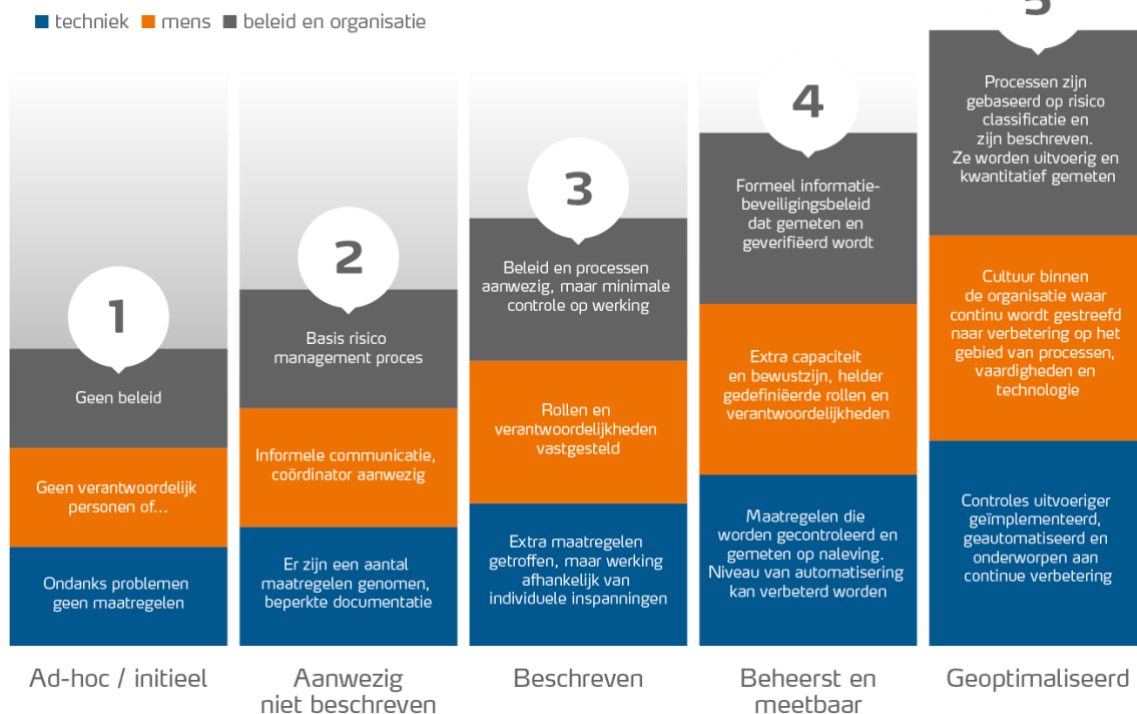 techniek mens beleid en organisatie
1
Geen beleid
Geen verantwoordelijk
personen of...
Ondanks problemen
geen maatregelen
Ad-hoc / initieel
2
Basis risico
management proces
Informele communicatie,
coördinator aanwezig
Er zijn een aantal
maatregelen genomen,
beperkte documentatie
Aanwezig
niet beschreven
3
Beleid en processen
aanwezig, maar minimale
controle op werking
Rollen en
verantwoordelijkheden
vastgesteld
Extra maatregelen
getroffen, maar werking
afhankelijk van
individuele inspanningen
Beschreven
4
Formeel informatie-
beveiligingsbeleid
dat gemeten en
geverifiëerd wordt
Extra capaciteit
en bewustzijn, helder
gedefiniëerde rollen en
verantwoordelijkheden
Maatregelen die
worden gecontroleerd en
gemeten op naleving.
Niveau van automatisering
kan verbeterd worden
Beheerst en
meetbaar
5
Processen zijn
gebaseerd op risico
classificatie en
zijn beschreven.
Ze worden uitvoerig en
kwantitatief gemeten
Cultuur binnen
de organisatie waar
continu wordt gestreefd
naar verbetering op het
gebied van processen,
vaardigheden en
technologie
Controles uitvoeriger
geïmplementeerd,
geautomatiseerd en
onderworpen aan
continue verbetering
Geoptimaliseerd